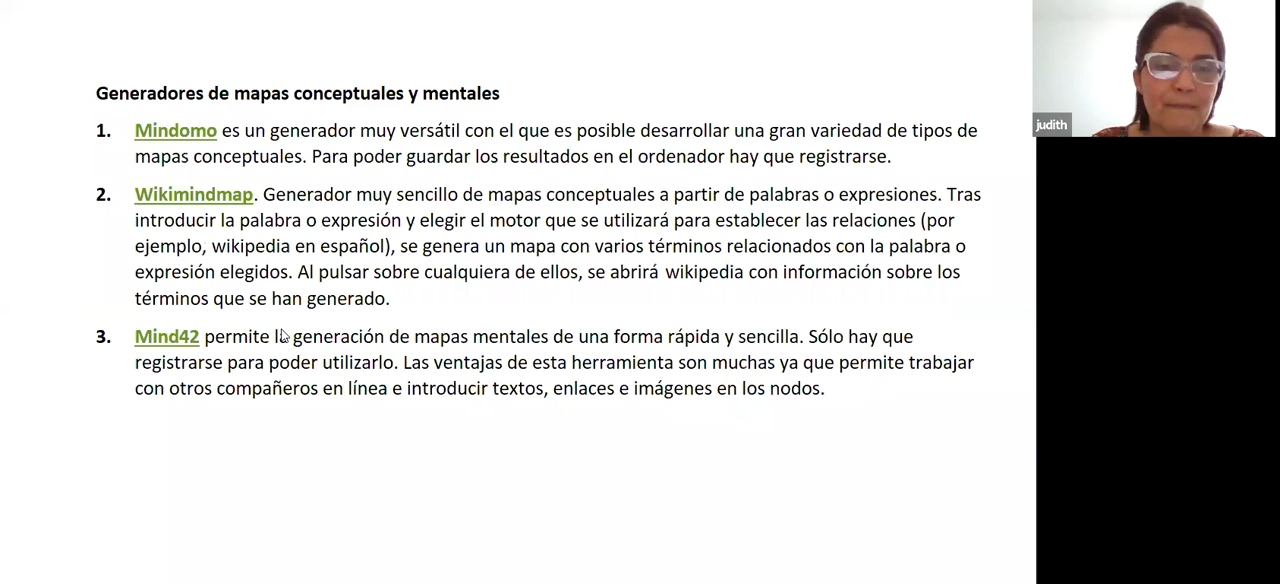 Generadores de mapas conceptuales y mentales
1. Mindomo es un generador muy versátil con el que es posible desarrollar una gran variedad de tipos de
mapas conceptuales. Para poder guardar los resultados en el ordenador hay que registrarse.
2. Wikimindmap. Generador muy sencillo de mapas conceptuales a partir de palabras o expresiones. Tras
introducir la palabra o expresión y elegir el motor que se utilizará para establecer las relaciones (por
ejemplo, wikipedia en español), se genera un mapa con varios términos relacionados con la palabra o
expresión elegidos. Al pulsar sobre cualquiera de ellos, se abrirá wikipedia con información sobre los
términos que se han generado.
3. Mind42 permite la generación de mapas mentales de una forma rápida y sencilla. Sólo hay que
registrarse para poder utilizarlo. Las ventajas de esta herramienta son muchas ya que permite trabajar
con otros compañeros en línea e introducir textos, enlaces e imágenes en los nodos.
judith